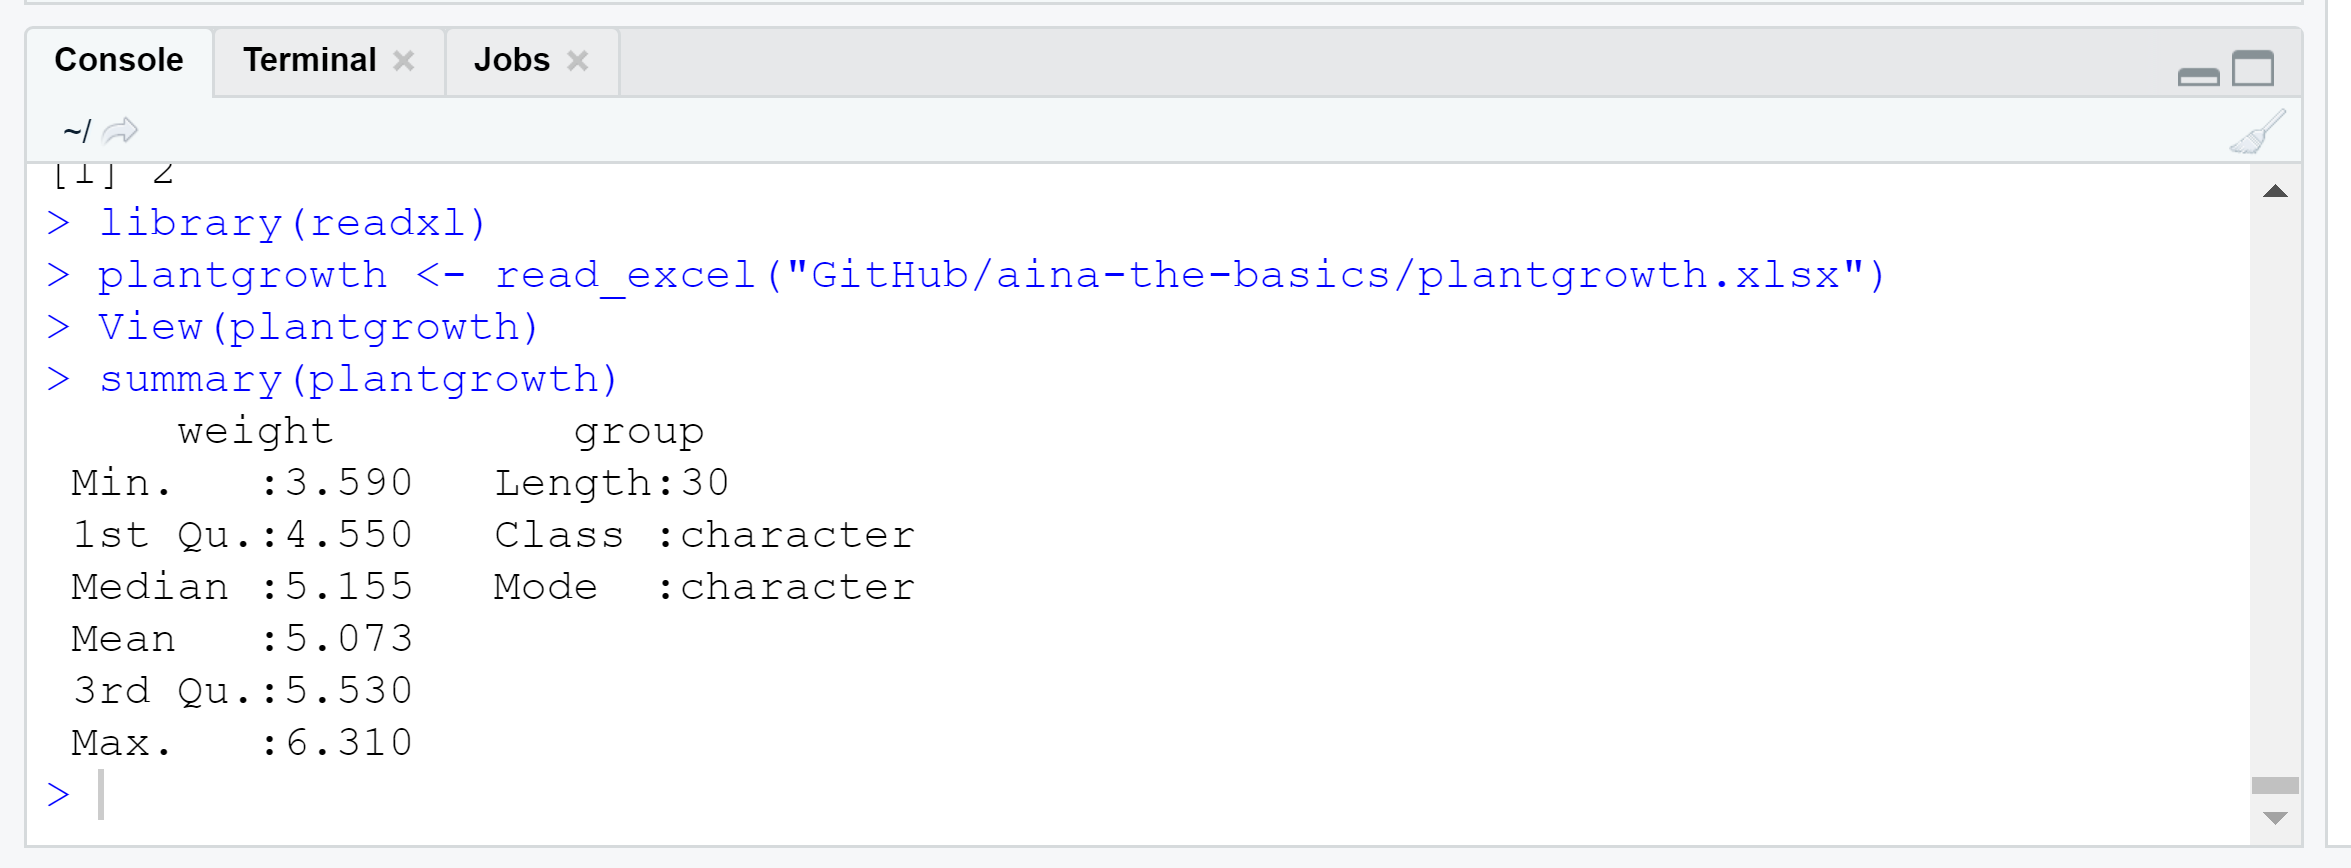 Console Terminal Jobs
~/
[1] 2
> library(readxl)
> plantgrowth <- read_excel("GitHub/aina-the-basics/plantgrowth.xlsx")
> View(plantgrowth)
> summary(plantgrowth)
     weight         group
 Min.   :3.590   Length:30
 1st Qu.:4.550   Class :character
 Median :5.155   Mode  :character
 Mean   :5.073
 3rd Qu.:5.530
 Max.   :6.310
>